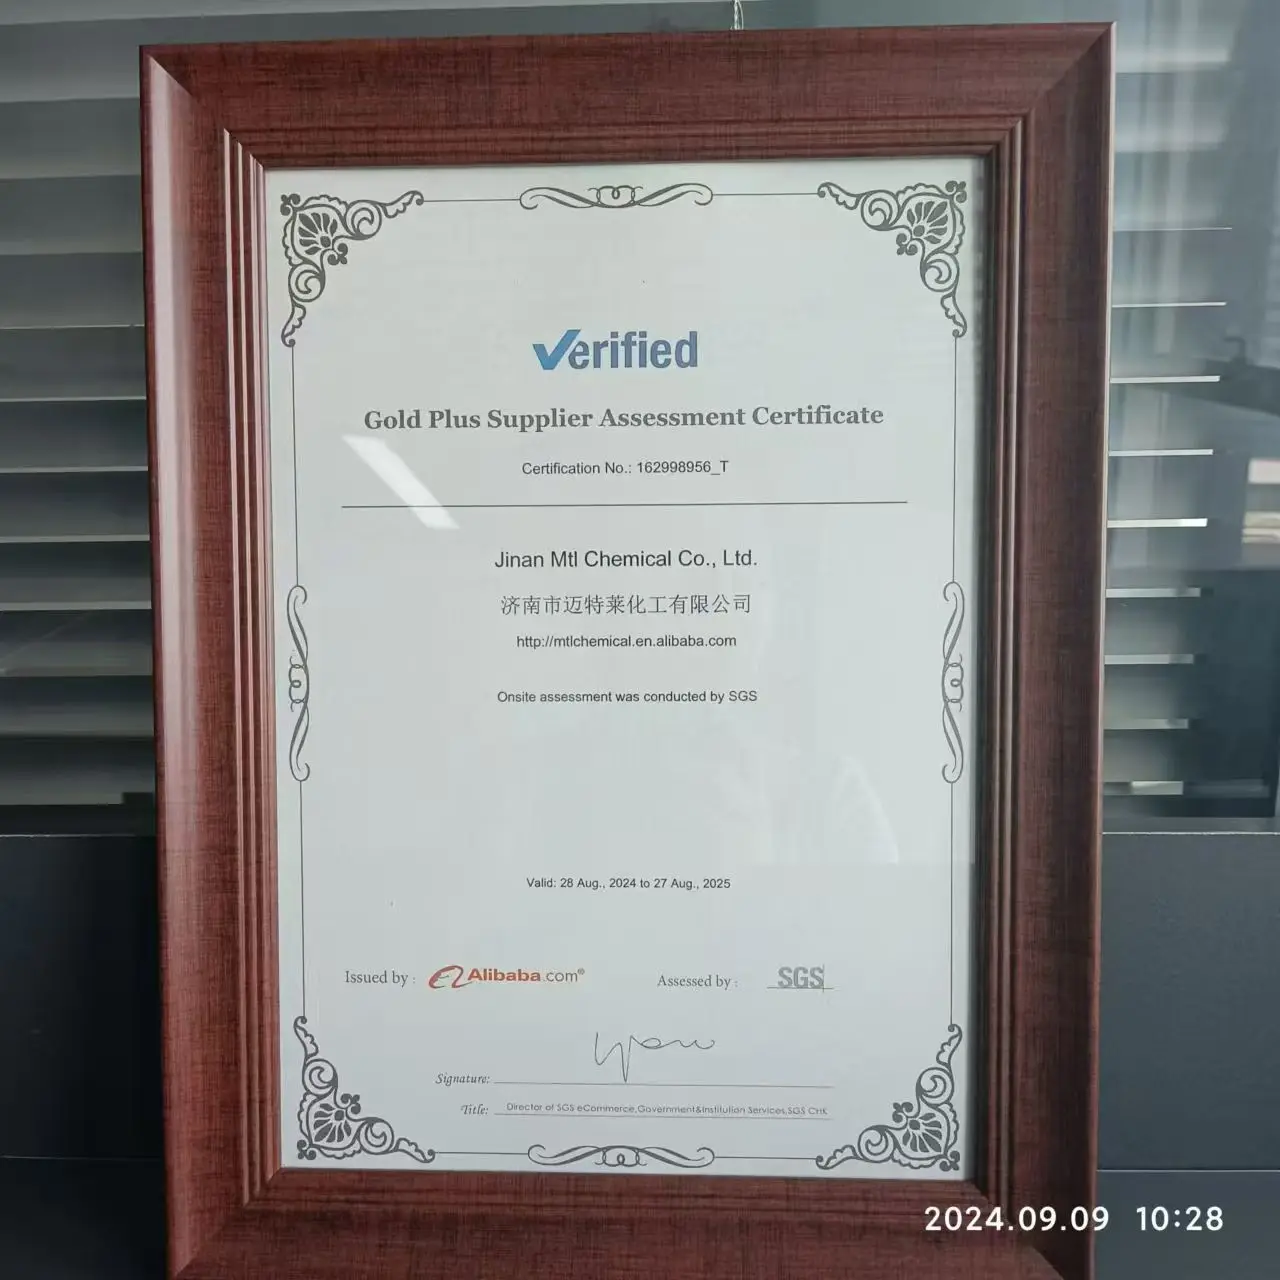 Verified
Gold Plus Supplier Assessment Certificate
Certification No.: 162998956_T
Jinan Mtl Chemical Co., Ltd.
济南市迈特莱化工有限公司
http://mtlchemical.en.alibaba.com
Onsite assessment was conducted by SGS
Valid: 28 Aug., 2024 to 27 Aug., 2025
Issued by : Alibaba.com® Assessed by : SGS
Signature:
Title: Director of SGS eCommerce,Government&Institution Services,SGS CHK
2024.09.09 10:28